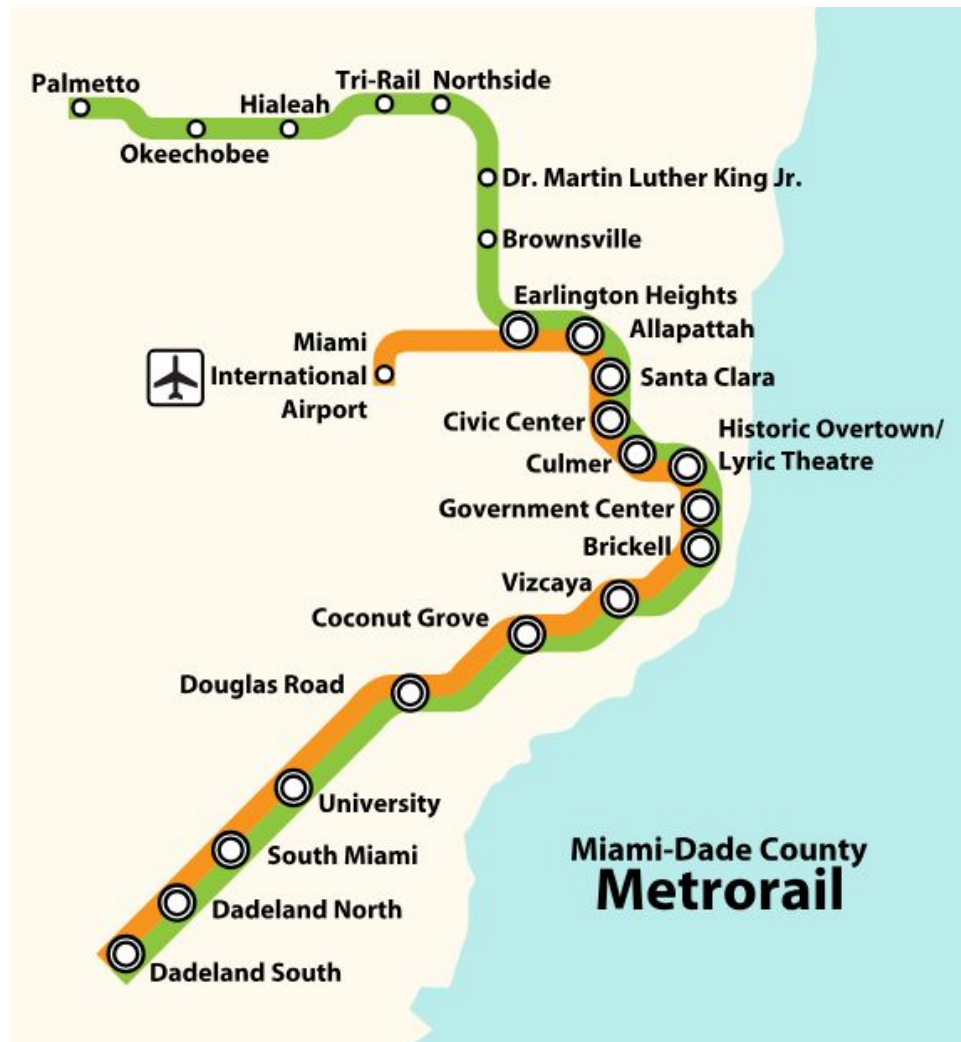 Palmetto
Okeechobee
Hialeah
Tri-Rail
Northside
Dr. Martin Luther King Jr.
Brownsville
Earlington Heights
Allapattah
Miami
International
Airport
Santa Clara
Civic Center
Culmer
Historic Overtown/
Lyric Theatre
Government Center
Brickell
Vizcaya
Coconut Grove
Douglas Road
University
South Miami
Dadeland North
Dadeland South
Miami-Dade County
Metrorail